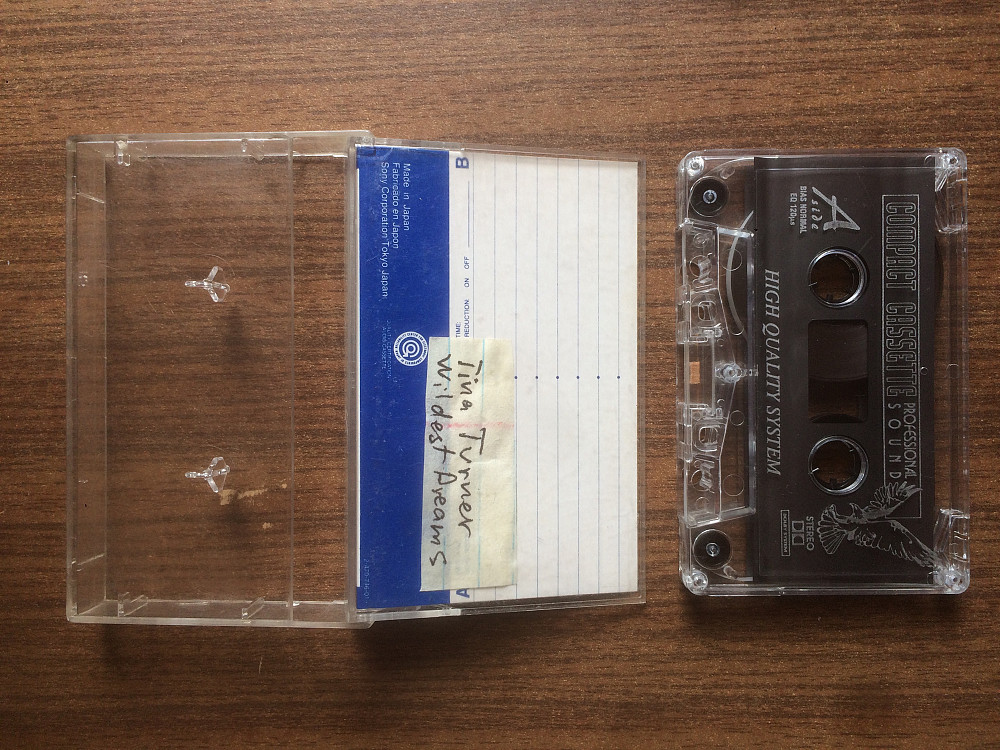 Made in Japan
Fabricado en Japon
Sony Corporation Tokyo Japan
B
ON OFF
TIME
REDUCTION
A
Tina Turner
Wildest Dreams
COMPACT CASSETTE
PROFESSIONAL
SOUND
A side
BIAS NORMAL
EQ 120µs
HIGH QUALITY SYSTEM
STEREO